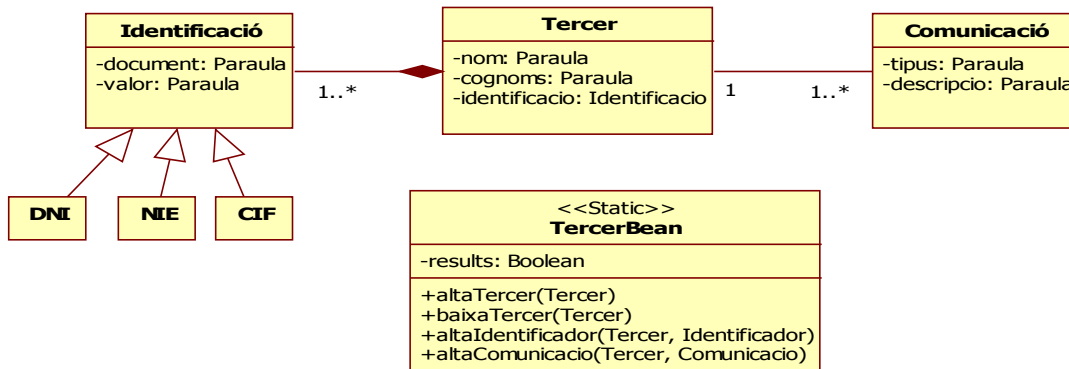 Identificació
-document: Paraula
-valor: Paraula
1..*
Tercer
-nom: Paraula
-cognoms: Paraula
-identificacio: Identificacio
1
1..*
Comunicació
-tipus: Paraula
-descripcio: Paraula
DNI
NIE
CIF
<<Static>>
TercerBean
-results: Boolean
+altaTercer(Tercer)
+baixaTercer(Tercer)
+altaIdentificador(Tercer, Identificador)
+altaComunicacio(Tercer, Comunicacio)